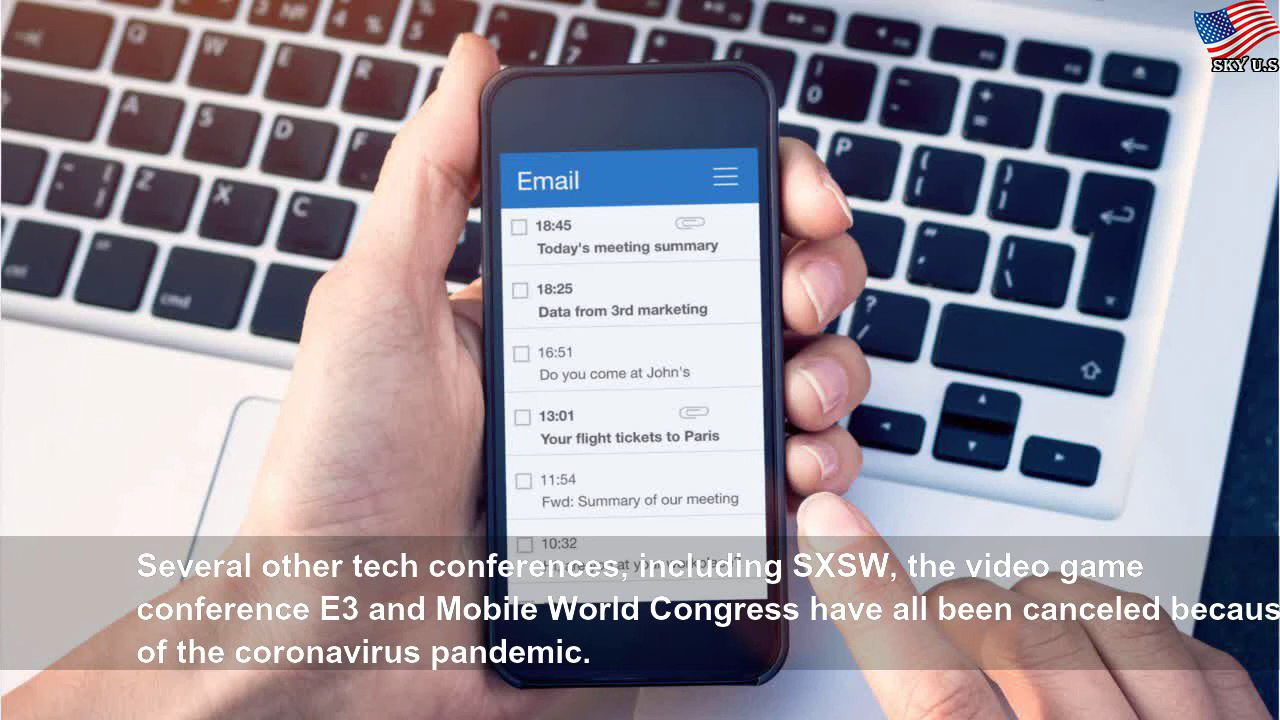 SKY U.S
Email
18:45
Today's meeting summary
18:25
Data from 3rd marketing
16:51
Do you come at John's
13:01
Your flight tickets to Paris
11:54
Fwd: Summary of our meeting
10:32
Several other tech conferences, including SXSW, the video game
conference E3 and Mobile World Congress have all been canceled becaus
of the coronavirus pandemic.
Q W E R
A S D F
Z X C
P
cmd